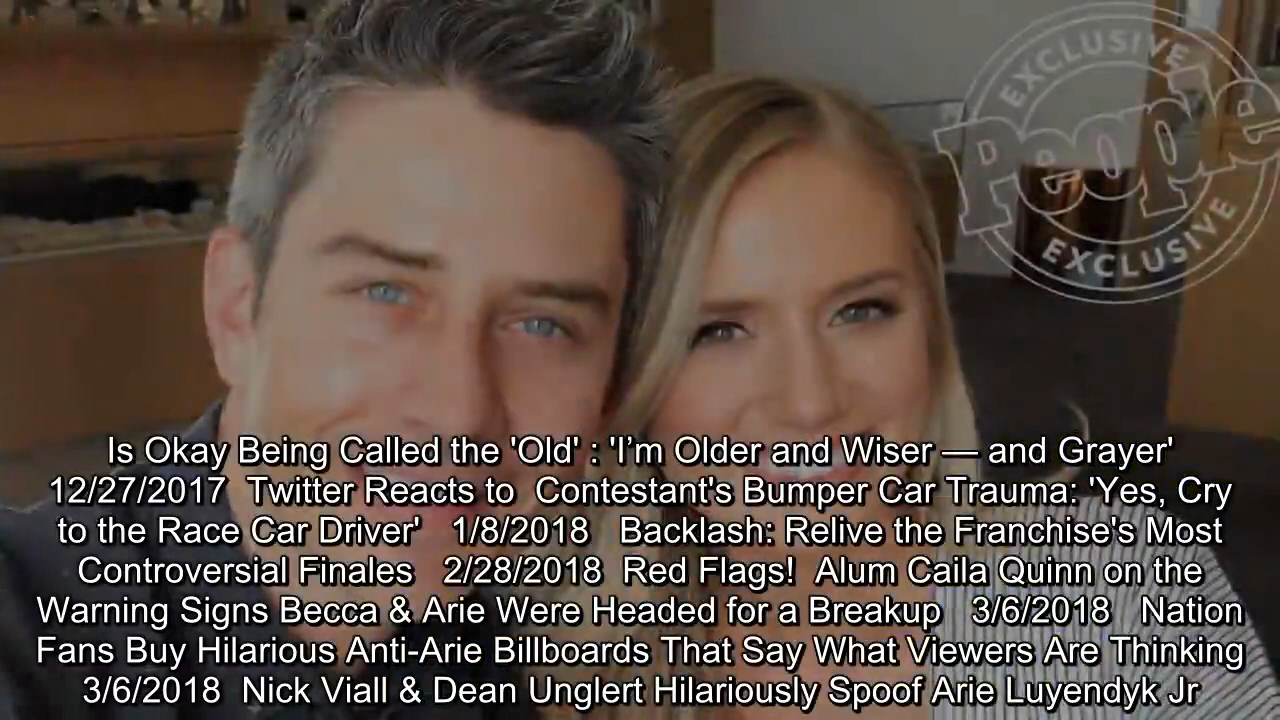 EXCLUSIVE
People
EXCLUSIVE
Is Okay Being Called the 'Old' : 'I’m Older and Wiser — and Grayer'
12/27/2017 Twitter Reacts to Contestant's Bumper Car Trauma: 'Yes, Cry
to the Race Car Driver' 1/8/2018 Backlash: Relive the Franchise's Most
Controversial Finales 2/28/2018 Red Flags! Alum Caila Quinn on the
Warning Signs Becca & Arie Were Headed for a Breakup 3/6/2018 Nation
Fans Buy Hilarious Anti-Arie Billboards That Say What Viewers Are Thinking
3/6/2018 Nick Viall & Dean Unglert Hilariously Spoof Arie Luyendyk Jr